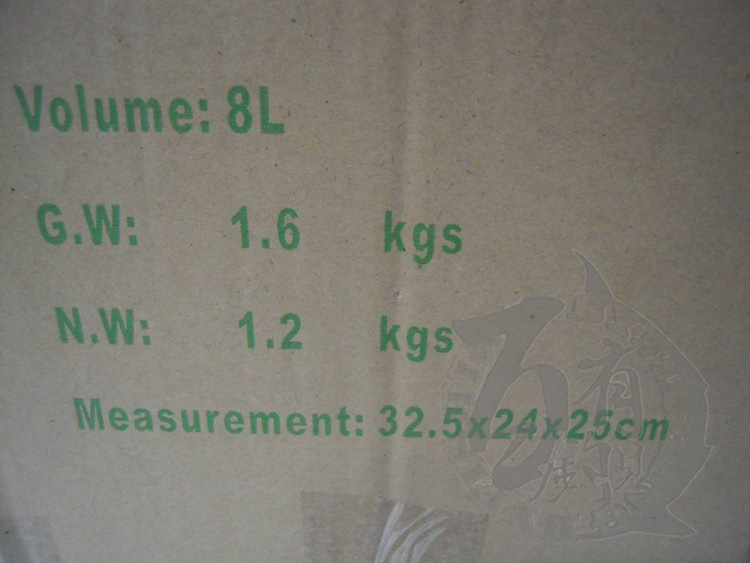 Volume: 8L
G.W: 1.6 kgs
N.W: 1.2 kgs
Measurement: 32.5x24x25cm